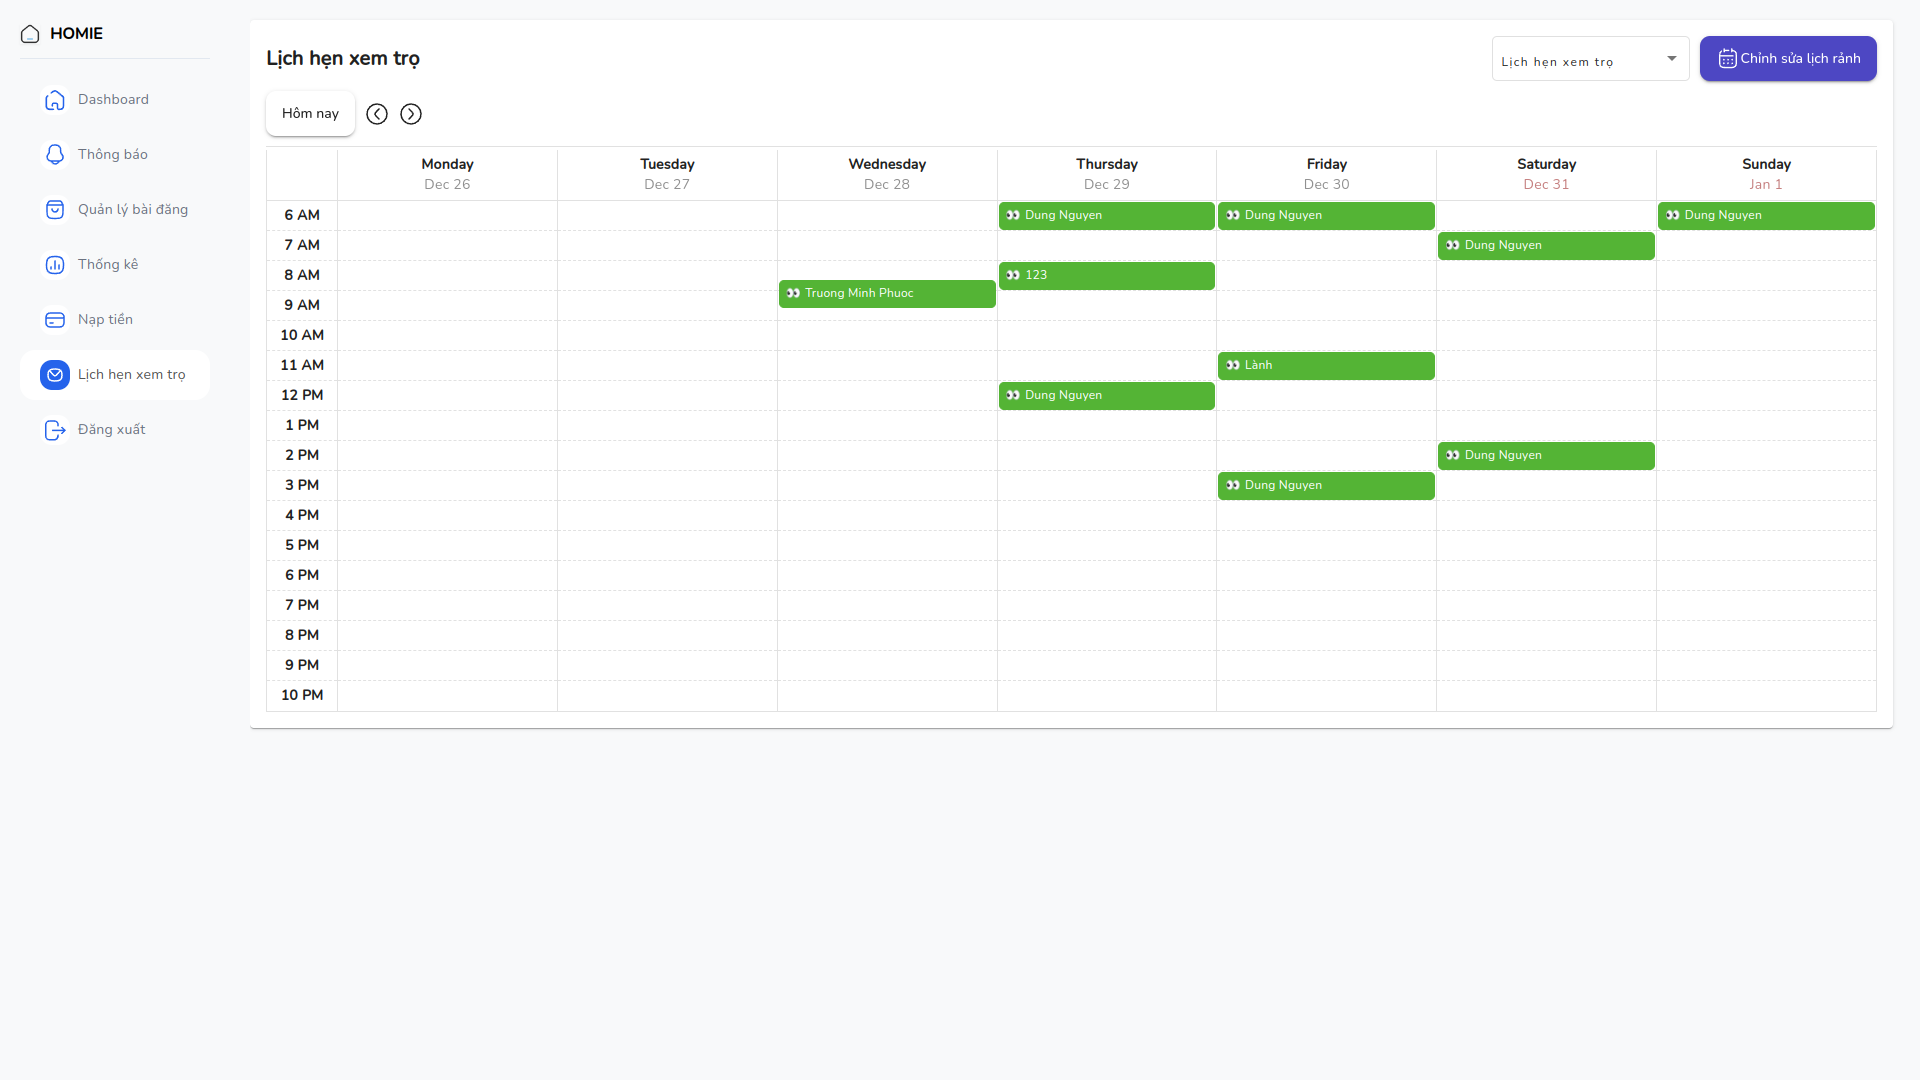 HOMIE
Dashboard
Thông báo
Quản lý bài đăng
Thống kê
Nạp tiền
Lịch hẹn xem trọ
Đăng xuất
Lịch hẹn xem trọ
Lịch hẹn xem trọ
Chỉnh sửa lịch rảnh
Hôm nay
Monday Tuesday Wednesday Thursday Friday Saturday Sunday
Dec 26 Dec 27 Dec 28 Dec 29 Dec 30 Dec 31 Jan 1
6 AM 👀 Dung Nguyen 👀 Dung Nguyen 👀 Dung Nguyen
7 AM 👀 Dung Nguyen
8 AM 👀 123
👀 Truong Minh Phuoc
9 AM
10 AM
11 AM 👀 Lành
12 PM 👀 Dung Nguyen
1 PM
2 PM 👀 Dung Nguyen
3 PM 👀 Dung Nguyen
4 PM
5 PM
6 PM
7 PM
8 PM
9 PM
10 PM